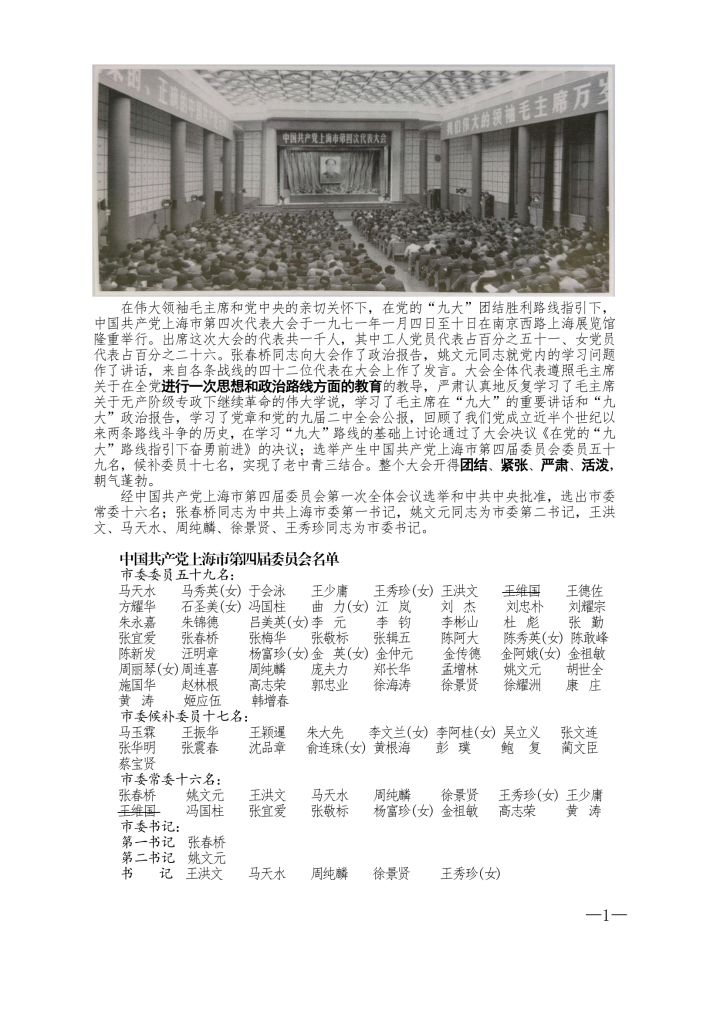 来的、正确的中国共产党
中国共产党上海市第四次代表大会
我们伟大的领袖毛主席万岁
在伟大领袖毛主席和党中央的亲切关怀下，在党的“九大”团结胜利路线指引下，
中国共产党上海市第四次代表大会于一九七一年一月四日至十日在南京西路上海展览馆
隆重举行。出席这次大会的代表共一千人，其中工人党员代表占百分之五十一、女党员
代表占百分之二十六。张春桥同志向大会作了政治报告，姚文元同志就党内的学习问题
作了讲话，来自各条战线的四十二位代表在大会上作了发言。大会全体代表遵照毛主席
关于在全党进行一次思想和政治路线方面的教育的教导，严肃认真地反复学习了毛主席
关于无产阶级专政下继续革命的伟大学说，学习了毛主席在“九大”的重要讲话和“九
大”政治报告，学习了党章和党的九届二中全会公报，回顾了我们党成立近半个世纪以
来两条路线斗争的历史，在学习“九大”路线的基础上讨论通过了大会决议《在党的“九
大”路线指引下奋勇前进》的决议；选举产生中国共产党上海市第四届委员会委员五十
九名，候补委员十七名，实现了老中青三结合。整个大会开得团结、紧张、严肃、活泼，
朝气蓬勃。
经中国共产党上海市第四届委员会第一次全体会议选举和中共中央批准，选出市委
常委十六名；张春桥同志为中共上海市委第一书记，姚文元同志为市委第二书记，王洪
文、马天水、周纯麟、徐景贤、王秀珍同志为市委书记。
中国共产党上海市第四届委员会名单
市委委员五十九名：
马天水 马秀英(女) 于会泳 王少庸 王秀珍(女) 王洪文 王维国 王德佐
方耀华 石圣美(女) 冯国柱 曲 力(女) 江 岚 刘 杰 刘忠朴 刘耀宗
朱永嘉 朱锦德 吕美英(女) 李 元 李 钧 李彬山 杜 彪 张 勤
张宜爱 张春桥 张梅华 张敬标 张辑五 陈阿大 陈秀英(女) 陈敢峰
陈新发 汪明章 杨富珍(女) 金 英(女) 金仲元 金传德 金阿娥(女) 金祖敏
周丽琴(女) 周连喜 周纯麟 庞夫力 郑长华 孟增林 姚文元 胡世全
施国华 赵林根 高志荣 郭忠业 徐海涛 徐景贤 徐耀洲 康 庄
黄 涛 姬应伍 韩增春
市委候补委员十七名：
马玉霖 王振华 王颖暹 朱大先 李文兰(女) 李阿桂(女) 吴立义 张文连
张华明 张震春 沈品章 俞连珠(女) 黄根海 彭 璞 鲍 复 蔺文臣
蔡宝贤
市委常委十六名：
张春桥 姚文元 王洪文 马天水 周纯麟 徐景贤 王秀珍(女) 王少庸
王维国 冯国柱 张宜爱 张敬标 杨富珍(女) 金祖敏 高志荣 黄 涛
市委书记：
第一书记 张春桥
第二书记 姚文元
书 记 王洪文 马天水 周纯麟 徐景贤 王秀珍(女)
—1—